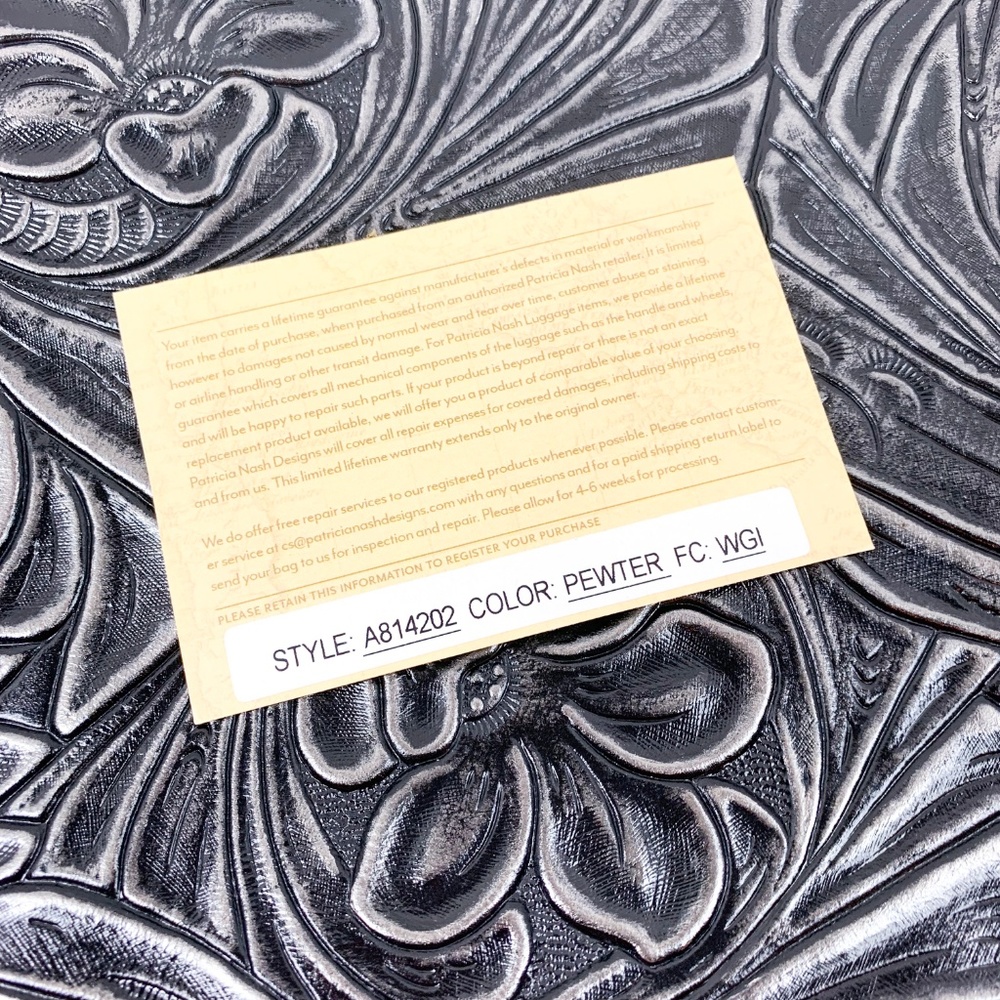 Your item carries a lifetime guarantee against manufacturer's defects in material or workmanship
from the date of purchase, when purchased from an authorized Patricia Nash retailer. It is limited
however to damages not caused by normal wear and tear over time, customer abuse or staining,
or airline handling or other transit damage. For Patricia Nash Luggage items, we provide a lifetime
guarantee which covers all mechanical components of the luggage such as the handle and wheels,
and will be happy to repair such parts. If your product is beyond repair or there is not an exact
replacement product available, we will offer you a product of comparable value of your choosing.
Patricia Nash Designs will cover all repair expenses for covered damages, including shipping costs to
and from us. This limited lifetime warranty extends only to the original owner.
We do offer free repair services to our registered products whenever possible. Please contact custom-
er service at cs@patricianashdesigns.com with any questions and for a paid shipping return label to
send your bag to us for inspection and repair. Please allow for 4-6 weeks for processing.
PLEASE RETAIN THIS INFORMATION TO REGISTER YOUR PURCHASE
STYLE: A814202 COLOR: PEWTER FC: WGI